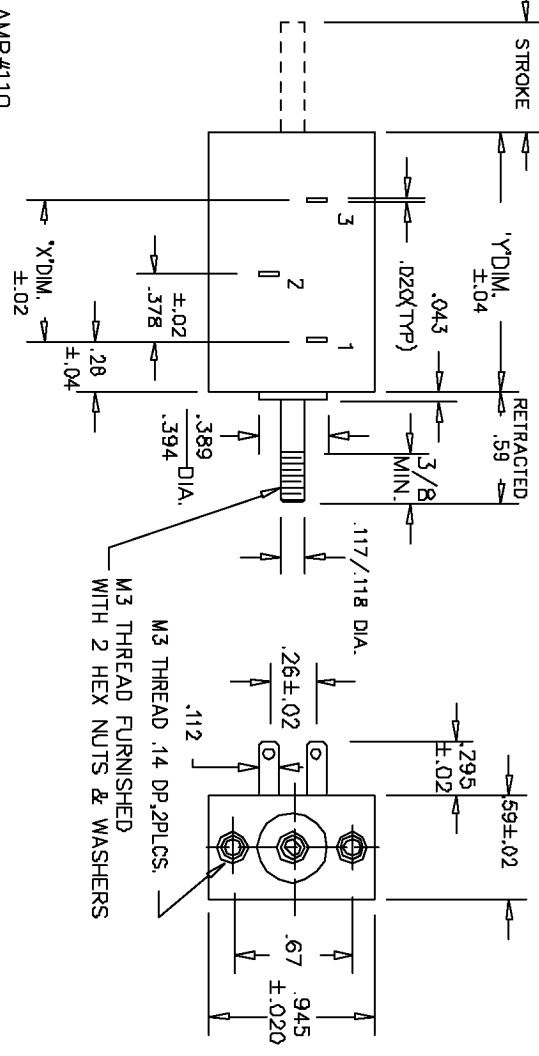 STROKE
"Y"DIM.
±.04
RETRACTED
.59
.020(TYP)
.043
3/8
MIN.
3
2
1
"X"DIM.
±.02
±.02
.378
.28
±.04
.389
.394
DIA.
.117/.118 DIA.
M3 THREAD FURNISHED
WITH 2 HEX NUTS & WASHERS
M3 THREAD .14 DP,2PLCS.
.112
.26±.02
.295
±.02
.59±.02
.67
.945
±.020